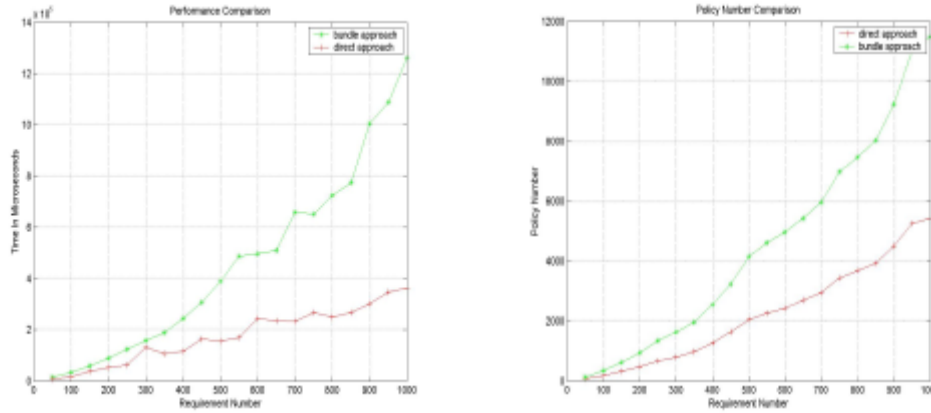 Performance Comparison
x 10^5
14
12
10
8
6
4
2
0
Time In Microseconds
0 100 200 300 400 500 600 700 800 900 1000
Requirement Number
bundle approach
direct approach
Policy Number Comparison
12000
10000
8000
6000
4000
2000
0
Policy Number
0 100 200 300 400 500 600 700 800 900 1000
Requirement Number
direct approach
bundle approach